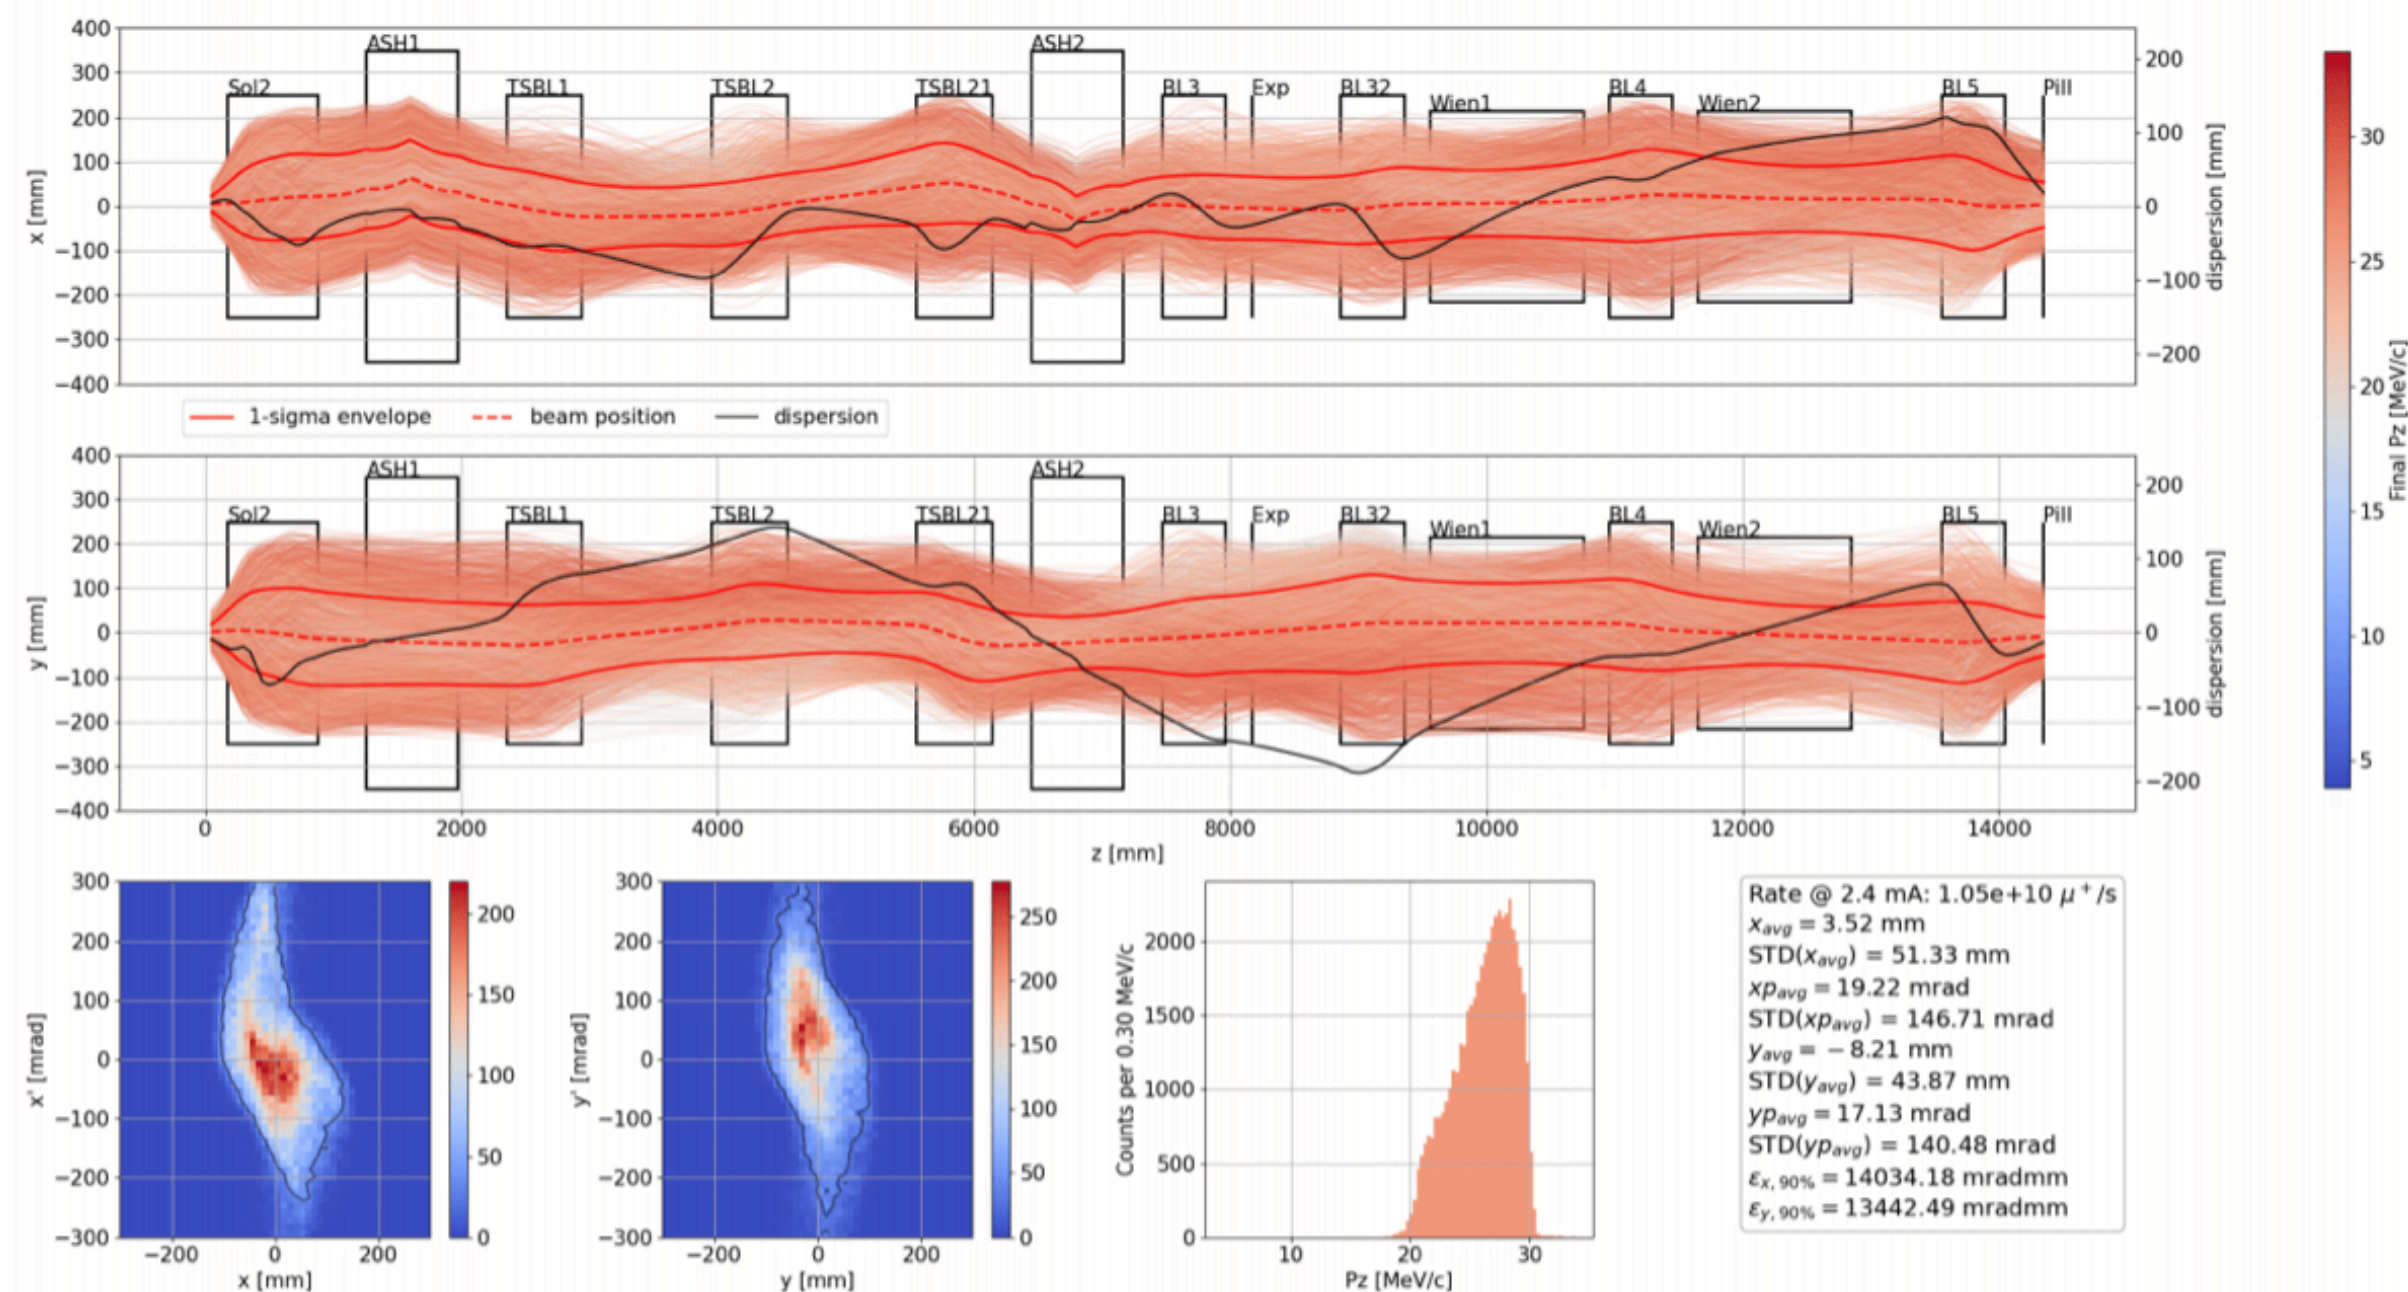 400
300
200
100
0
−100
−200
−300
−400
x [mm]
Sol2
ASH1
TSBL1
TSBL2
TSBL21
ASH2
BL3
Exp
BL32
Wien1
BL4
Wien2
BL5
Pill
200
100
0
−100
−200
dispersion [mm]
1-sigma envelope
beam position
dispersion
400
300
200
100
0
−100
−200
−300
−400
y [mm]
Sol2
ASH1
TSBL1
TSBL2
TSBL21
ASH2
BL3
Exp
BL32
Wien1
BL4
Wien2
BL5
Pill
200
100
0
−100
−200
dispersion [mm]
0 2000 4000 6000 8000 10000 12000 14000
z [mm]
30
25
20
15
10
5
Final Pz [MeV/c]
300
200
100
0
−100
−200
−300
x' [mrad]
−200 0 200
x [mm]
200
150
100
50
0
300
200
100
0
−100
−200
−300
y' [mrad]
−200 0 200
y [mm]
250
200
150
100
50
0
Counts per 0.30 MeV/c
2000
1500
1000
500
0
10 20 30
Pz [MeV/c]
Rate @ 2.4 mA: 1.05e+10 μ⁺/s
x_avg = 3.52 mm
STD(x_avg) = 51.33 mm
xp_avg = 19.22 mrad
STD(xp_avg) = 146.71 mrad
y_avg = −8.21 mm
STD(y_avg) = 43.87 mm
yp_avg = 17.13 mrad
STD(yp_avg) = 140.48 mrad
ε_x, 90% = 14034.18 mradmm
ε_y, 90% = 13442.49 mradmm